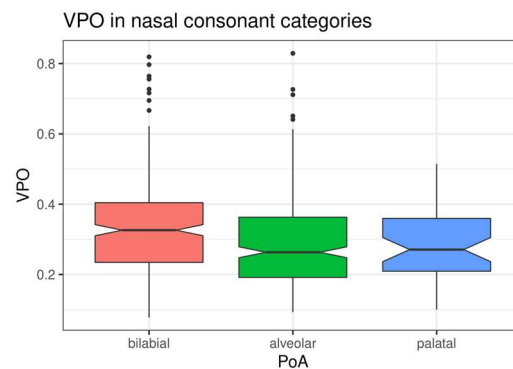 VPO in nasal consonant categories
0.8
0.6
0.4
0.2
VPO
bilabial alveolar palatal
PoA